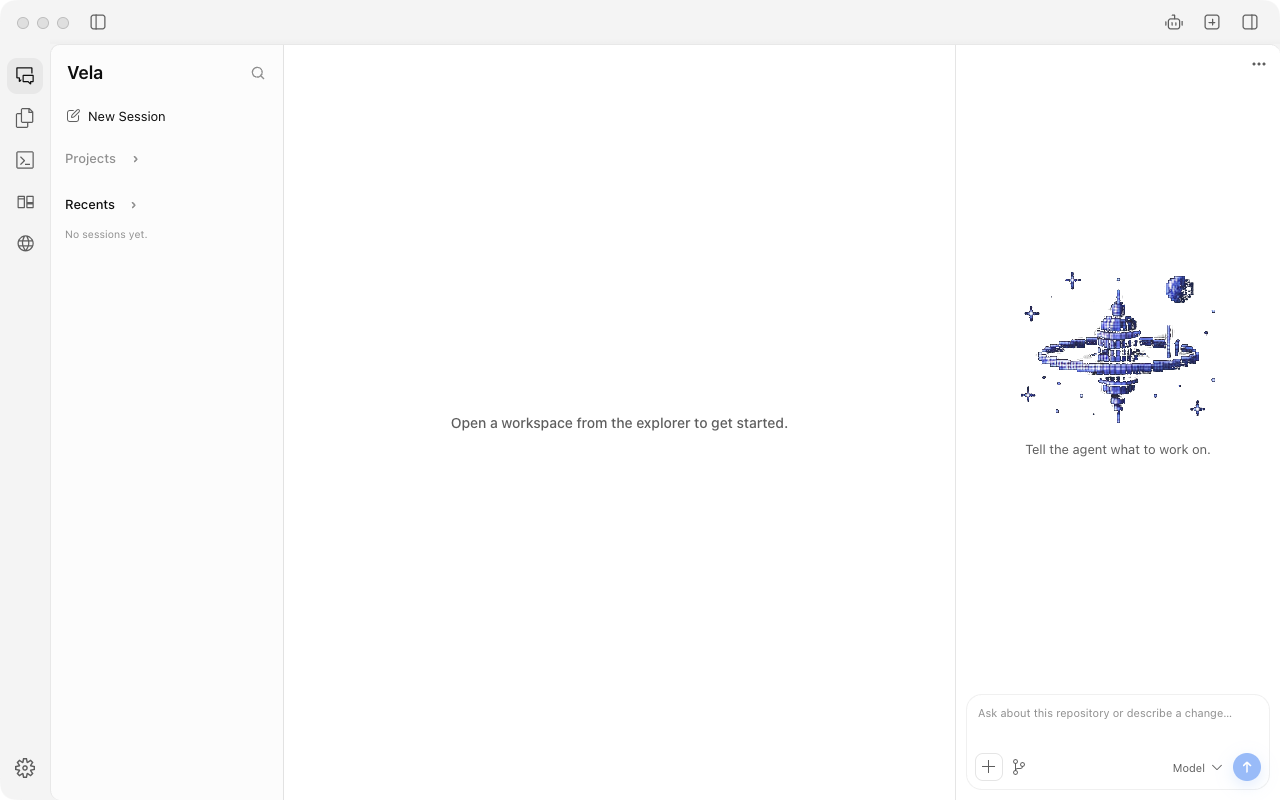 Vela
New Session
Projects
Recents
No sessions yet.
Open a workspace from the explorer to get started.
Tell the agent what to work on.
Ask about this repository or describe a change...
Model